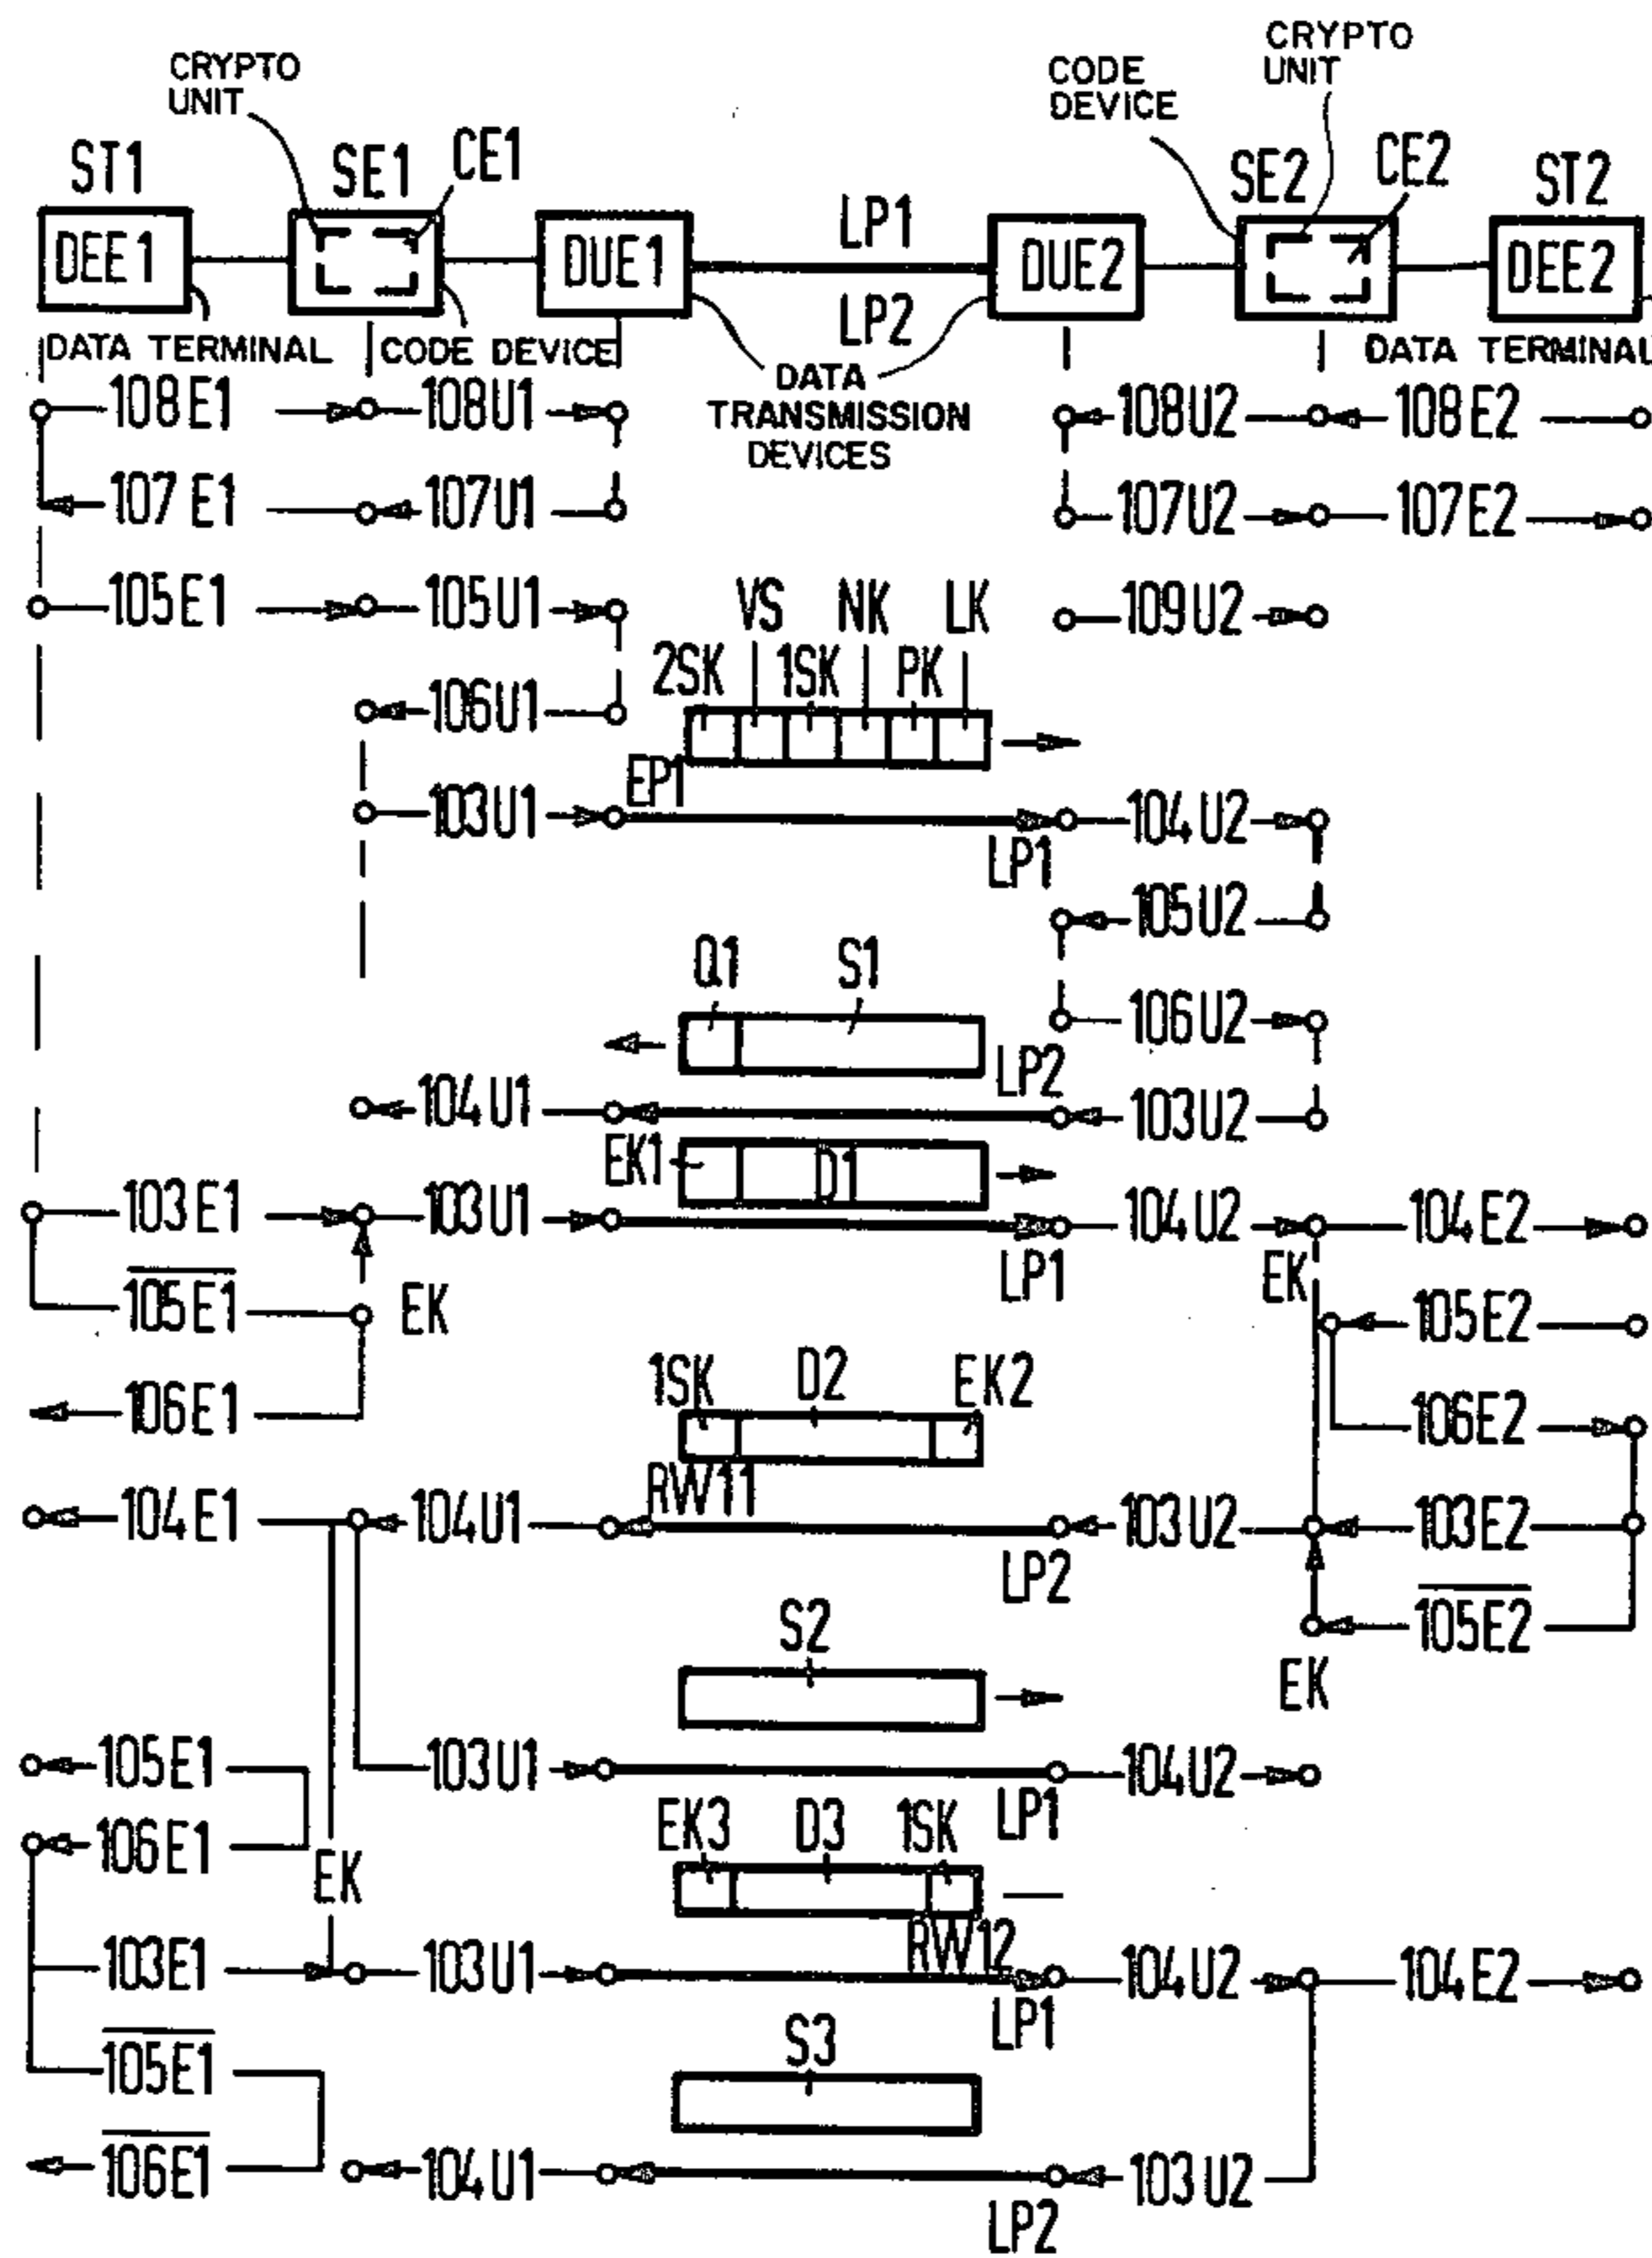 CRYPTO
UNIT
CODE
DEVICE
CRYPTO
UNIT
ST1
SE1
CE1
SE2
CE2
ST2
DEE1
DUE1
LP1
LP2
DUE2
DEE2
DATA TERMINAL
CODE DEVICE
DATA
TRANSMISSION
DEVICES
DATA TERMINAL
108E1 108U1 108U2 108E2
107E1 107U1 107U2 107E2
105E1 105U1 109U2
VS NK LK
2SK 1SK PK
106U1
EP1
103U1 LP1 104U2
105U2
Q1 S1
106U2
104U1 LP2 103U2
EK1 D1
103E1 103U1 LP1 104U2 104E2
105E1 EK EK 105E2
106E1 106E2
1SK D2 EK2
RW11
104E1 104U1 LP2 103U2 103E2
105E2
EK
S2
105E1 103U1 LP1 104U2
106E1
EK
EK3 D3 1SK
RW12
103E1 103U1 LP1 104U2 104E2
105E1
S3
106E1 104U1 LP2 103U2